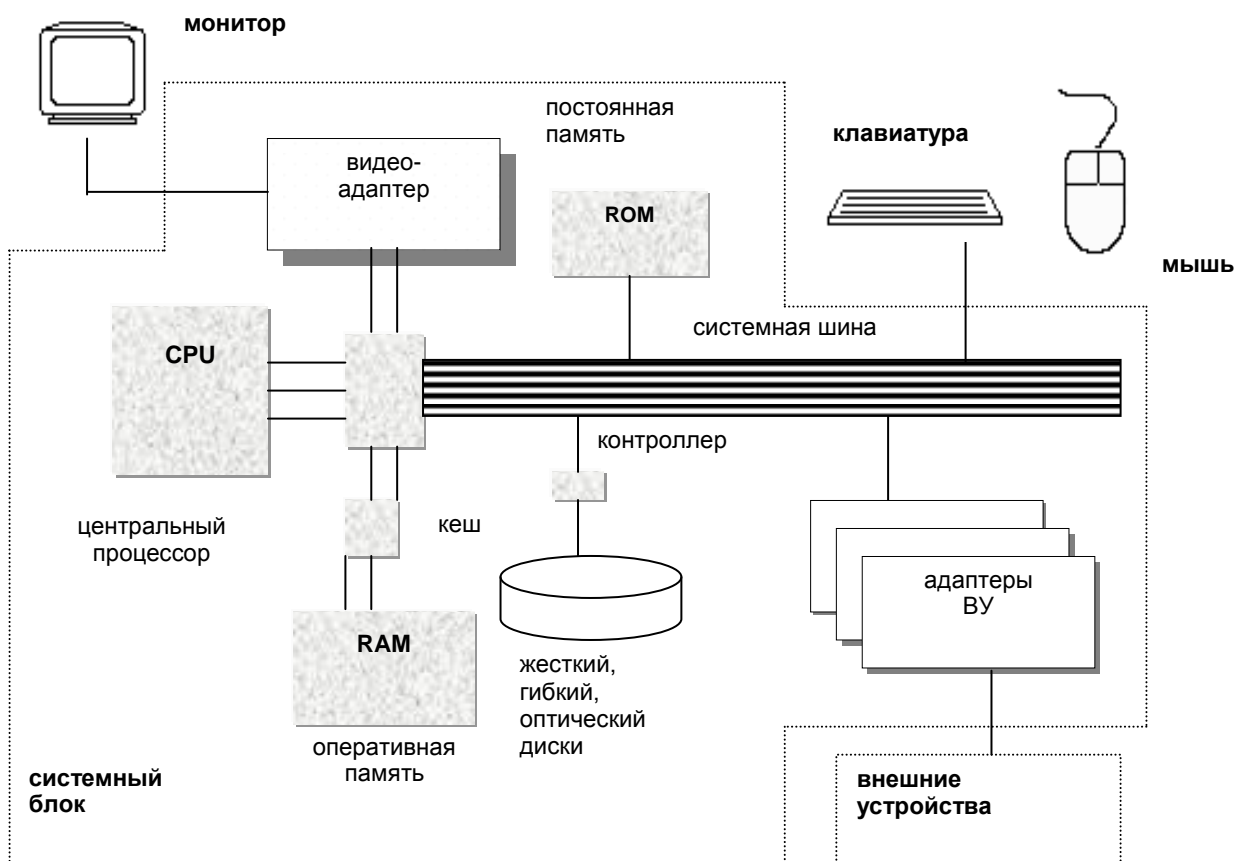 монитор
постоянная
память
клавиатура
видео-
адаптер
ROM
мышь
системная шина
CPU
контроллер
центральный
процессор
кеш
адаптеры
ВУ
RAM
жесткий,
гибкий,
оптический
диски
оперативная
память
системный
блок
внешние
устройства